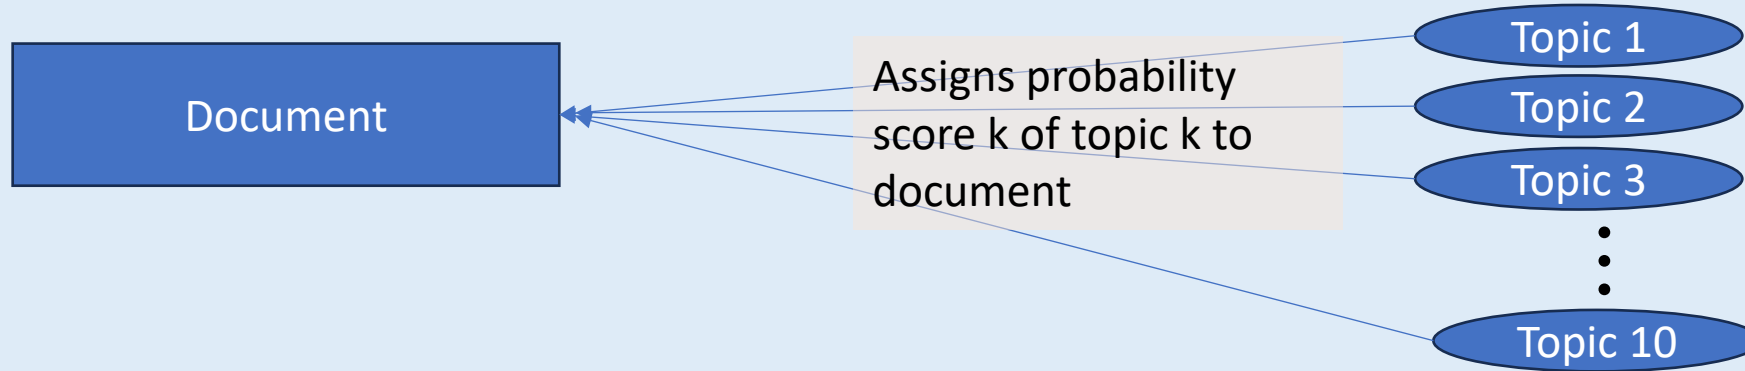 Document
Assigns probability
score k of topic k to
document
Topic 1
Topic 2
Topic 3
Topic 10